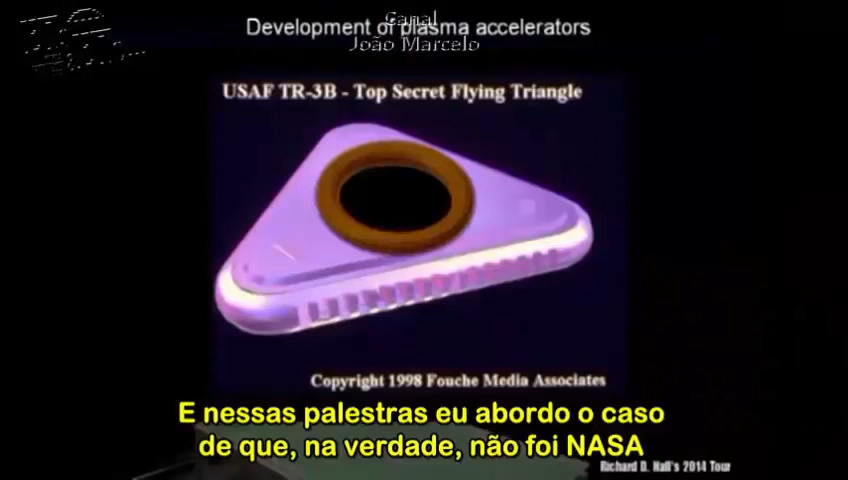 Development of plasma accelerators
Canal
João Marcelo
USAF TR-3B - Top Secret Flying Triangle
Copyright 1998 Fouche Media Associates
E nessas palestras eu abordo o caso
de que, na verdade, não foi NASA
Richard D. Hall's 2014 Tour